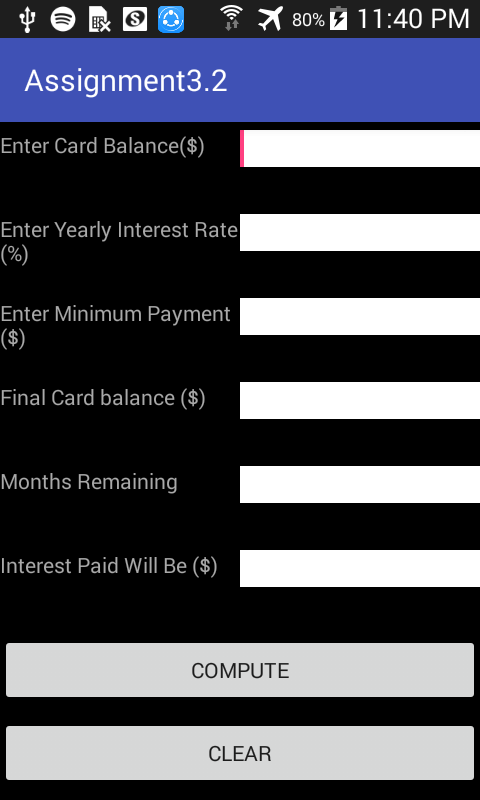 80% 11:40 PM
Assignment3.2
Enter Card Balance($)
Enter Yearly Interest Rate
(%)
Enter Minimum Payment
($)
Final Card balance ($)
Months Remaining
Interest Paid Will Be ($)
COMPUTE
CLEAR